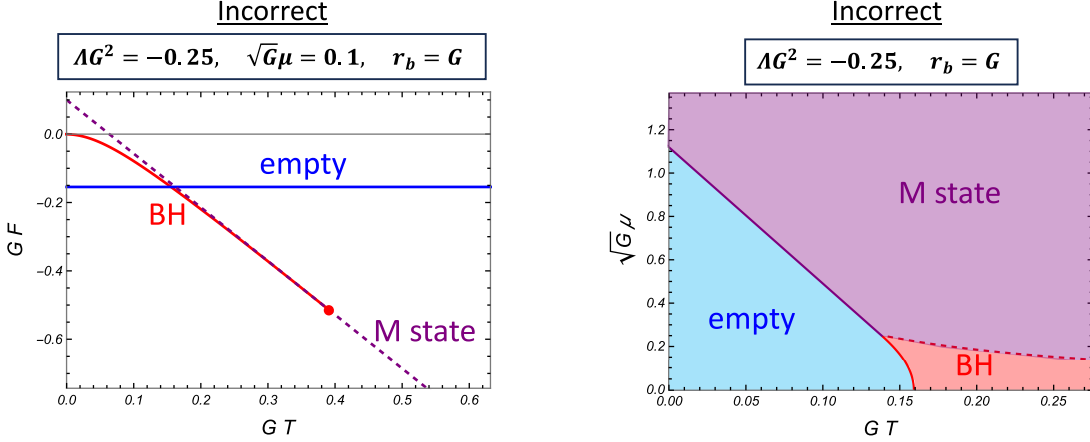 Incorrect
ΛG² = −0.25, √Gμ = 0.1, r_b = G
0.0
−0.2
−0.4
−0.6
G F
empty
BH
M state
0.0 0.1 0.2 0.3 0.4 0.5 0.6
G T
Incorrect
ΛG² = −0.25, r_b = G
1.2
1.0
0.8
0.6
0.4
0.2
0.0
√G μ
M state
empty
BH
0.00 0.05 0.10 0.15 0.20 0.25
G T